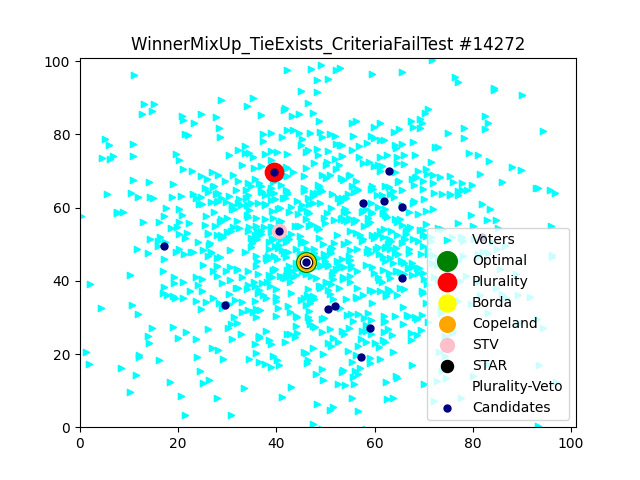 WinnerMixUp_TieExists_CriteriaFailTest #14272
100
80
60
40
20
0
0 20 40 60 80 100
Voters
Optimal
Plurality
Borda
Copeland
STV
STAR
Plurality-Veto
Candidates